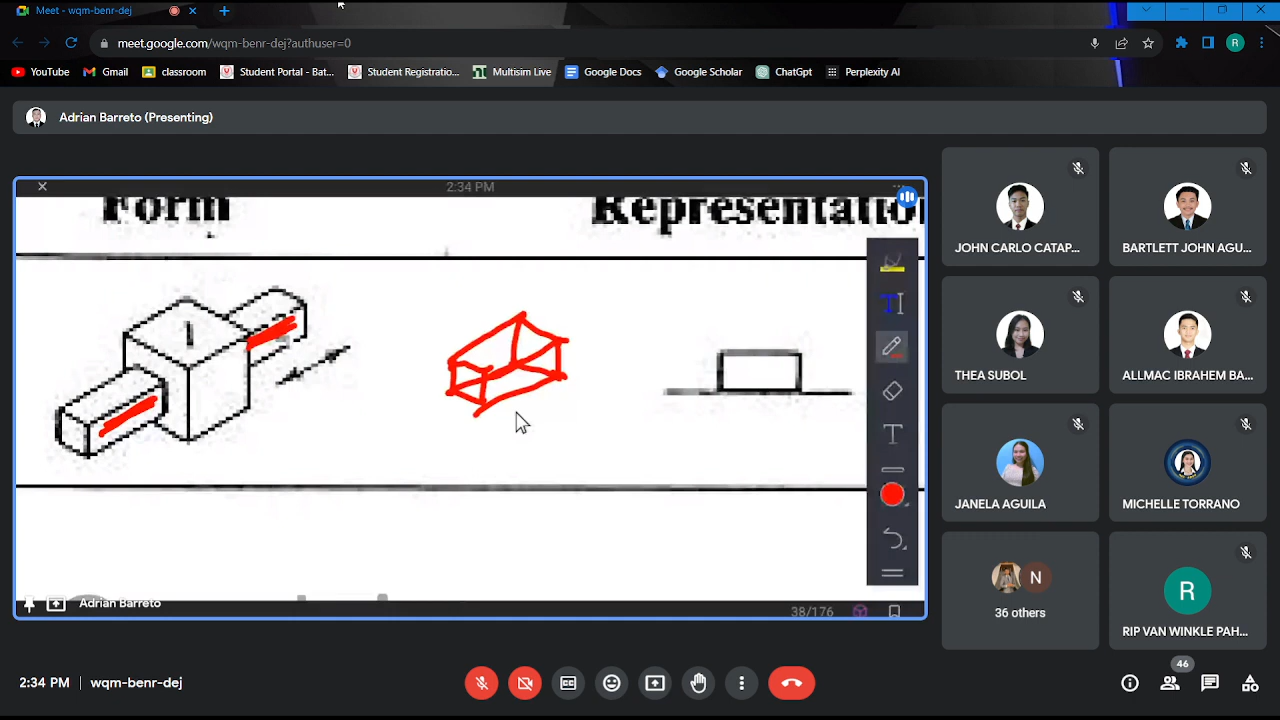 Meet - wqm-benr-dej
meet.google.com/wqm-benr-dej?authuser=0
R
YouTube
Gmail
classroom
Student Portal - Bat...
Student Registratio...
Multisim Live
Google Docs
Google Scholar
ChatGpt
Perplexity AI
Adrian Barreto (Presenting)
2:34 PM
Form
Representatio
T
T
38/176
Adrian Barreto
JOHN CARLO CATAP...
BARTLETT JOHN AGU...
THEA SUBOL
ALLMAC IBRAHEM BA...
JANELA AGUILA
MICHELLE TORRANO
N
36 others
R
RIP VAN WINKLE PAH...
2:34 PM
wqm-benr-dej
46